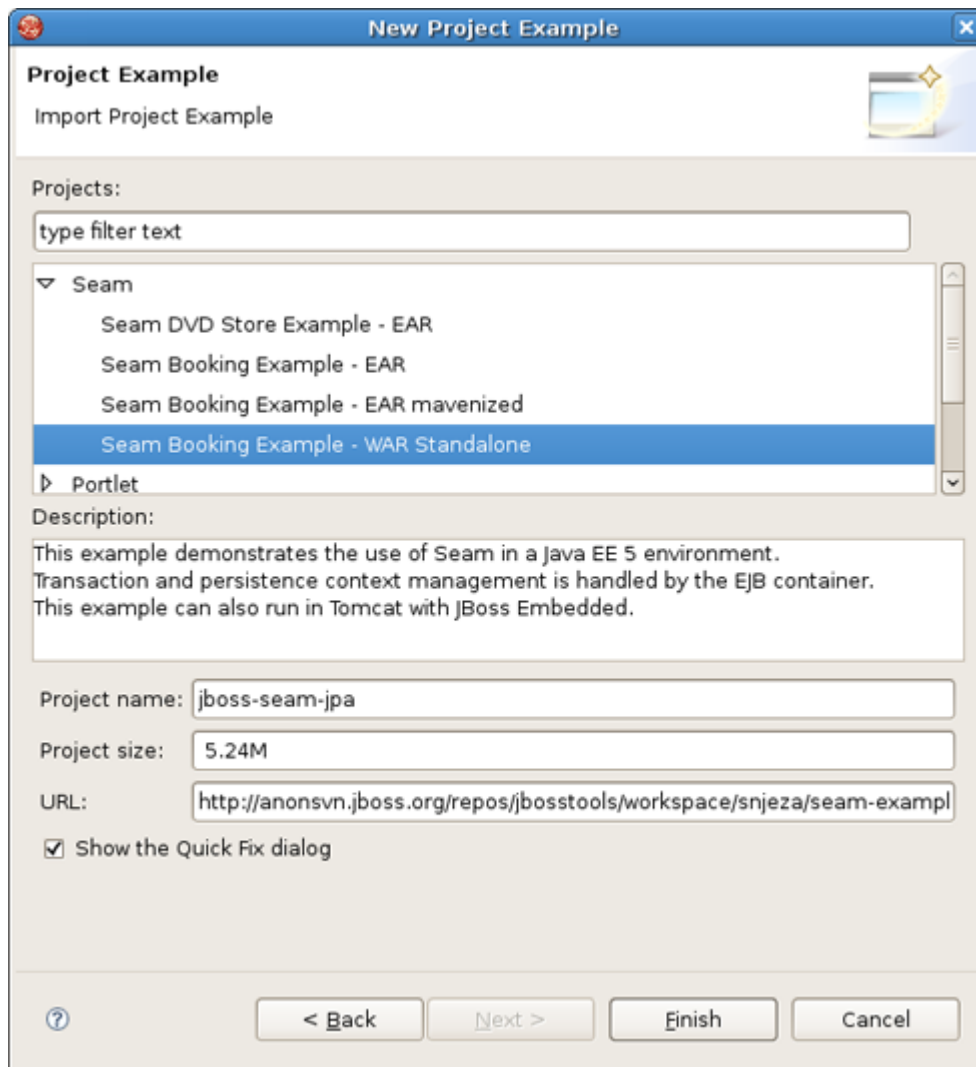 New Project Example
Project Example
Import Project Example
Projects:
type filter text
Seam
Seam DVD Store Example - EAR
Seam Booking Example - EAR
Seam Booking Example - EAR mavenized
Seam Booking Example - WAR Standalone
Portlet
Description:
This example demonstrates the use of Seam in a Java EE 5 environment.
Transaction and persistence context management is handled by the EJB container.
This example can also run in Tomcat with JBoss Embedded.
Project name: jboss-seam-jpa
Project size: 5.24M
URL: http://anonsvn.jboss.org/repos/jbosstools/workspace/snjeza/seam-exampl
Show the Quick Fix dialog
? < Back Next > Finish Cancel